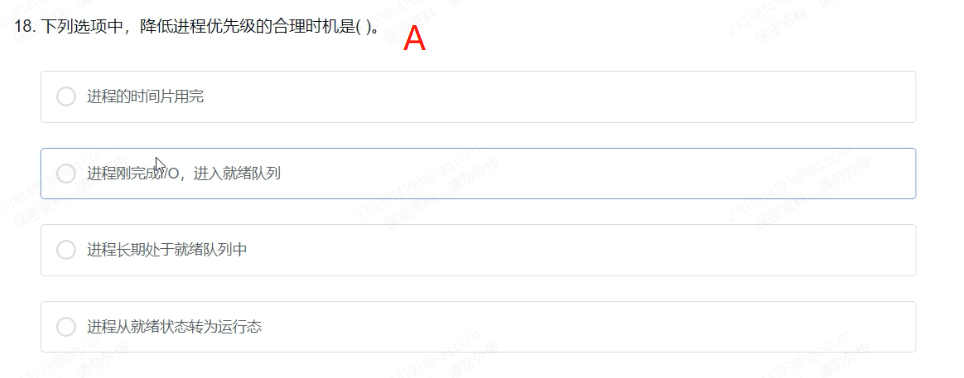 18. 下列选项中，降低进程优先级的合理时机是( )。
A
进程的时间片用完
进程刚完成I/O，进入就绪队列
进程长期处于就绪队列中
进程从就绪状态转为运行态